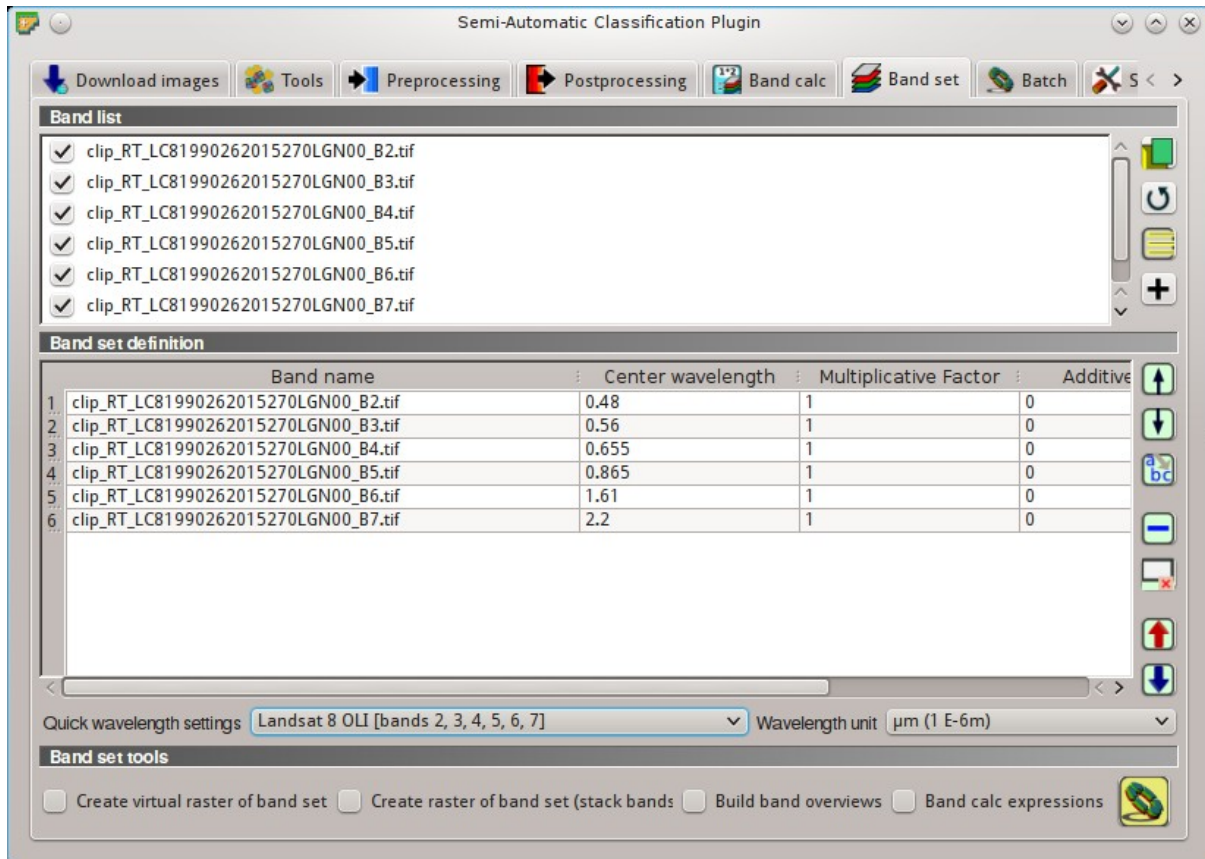 Semi-Automatic Classification Plugin
Download images Tools Preprocessing Postprocessing Band calc Band set Batch S
Band list
clip_RT_LC81990262015270LGN00_B2.tif
clip_RT_LC81990262015270LGN00_B3.tif
clip_RT_LC81990262015270LGN00_B4.tif
clip_RT_LC81990262015270LGN00_B5.tif
clip_RT_LC81990262015270LGN00_B6.tif
clip_RT_LC81990262015270LGN00_B7.tif
Band set definition
Band name Center wavelength Multiplicative Factor Additive
1 clip_RT_LC81990262015270LGN00_B2.tif 0.48 1 0
2 clip_RT_LC81990262015270LGN00_B3.tif 0.56 1 0
3 clip_RT_LC81990262015270LGN00_B4.tif 0.655 1 0
4 clip_RT_LC81990262015270LGN00_B5.tif 0.865 1 0
5 clip_RT_LC81990262015270LGN00_B6.tif 1.61 1 0
6 clip_RT_LC81990262015270LGN00_B7.tif 2.2 1 0
Quick wavelength settings Landsat 8 OLI [bands 2, 3, 4, 5, 6, 7] Wavelength unit µm (1 E-6m)
Band set tools
Create virtual raster of band set Create raster of band set (stack bands Build band overviews Band calc expressions